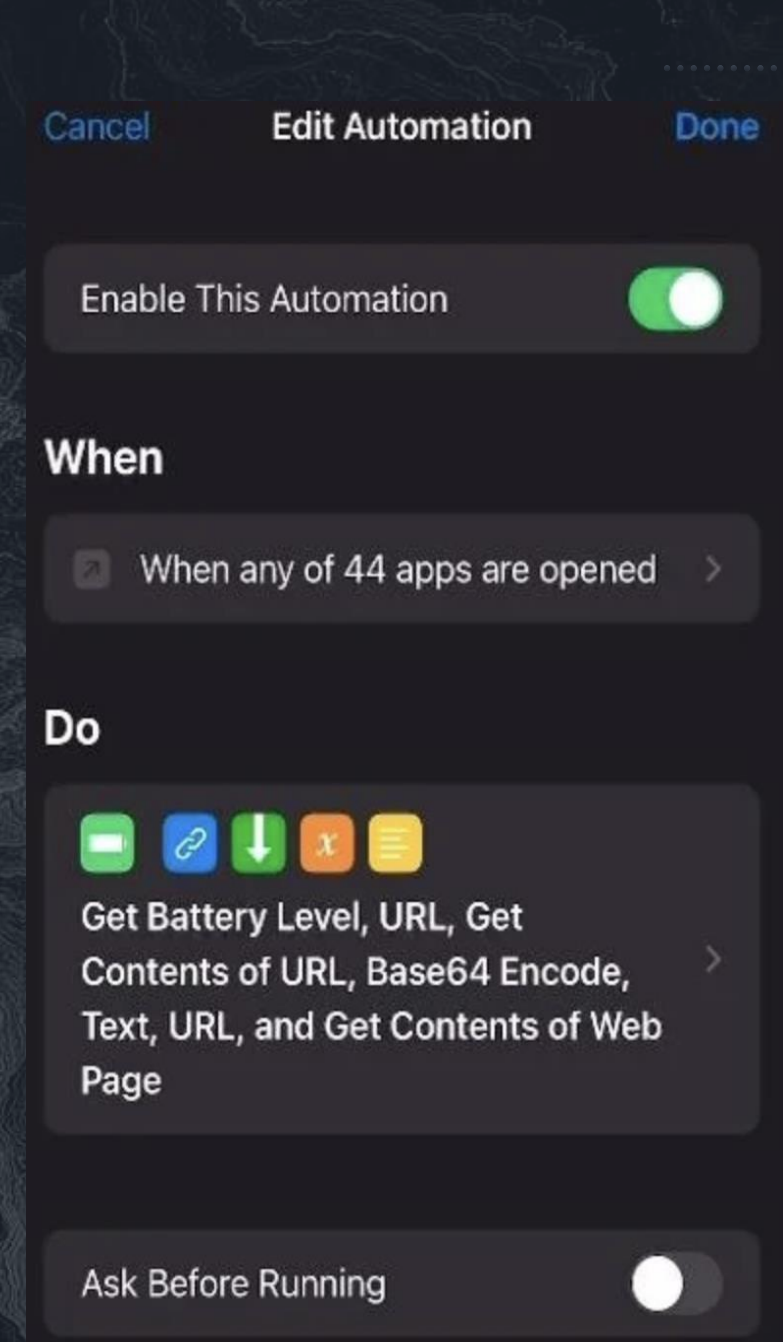 Cancel
Edit Automation
Done
Enable This Automation
When
When any of 44 apps are opened
Do
x
Get Battery Level, URL, Get
Contents of URL, Base64 Encode,
Text, URL, and Get Contents of Web
Page
Ask Before Running